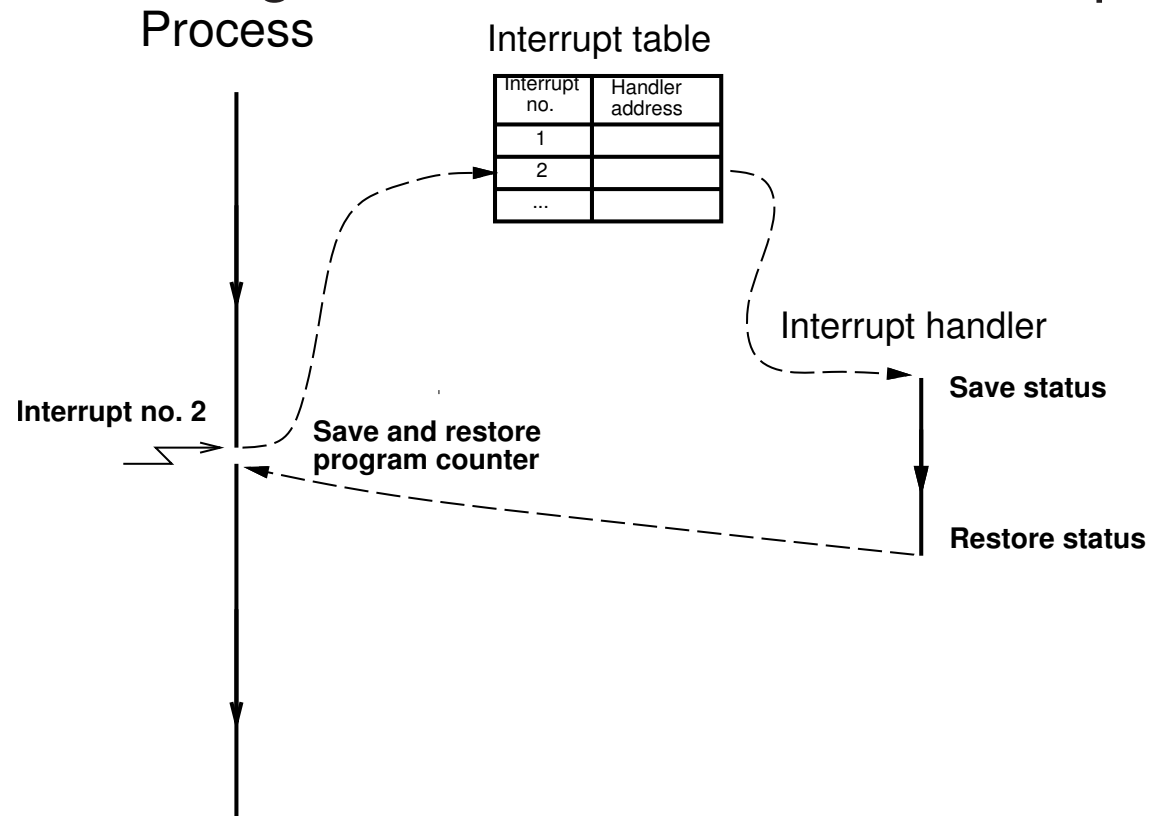 Process
Interrupt table
Interrupt
no.
Handler
address
1
2
...
Interrupt handler
Save status
Interrupt no. 2
Save and restore
program counter
Restore status